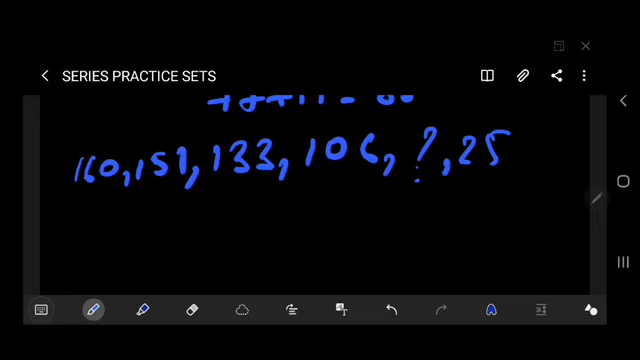 SERIES PRACTICE SETS
160, 151, 133, 106, ?, 25